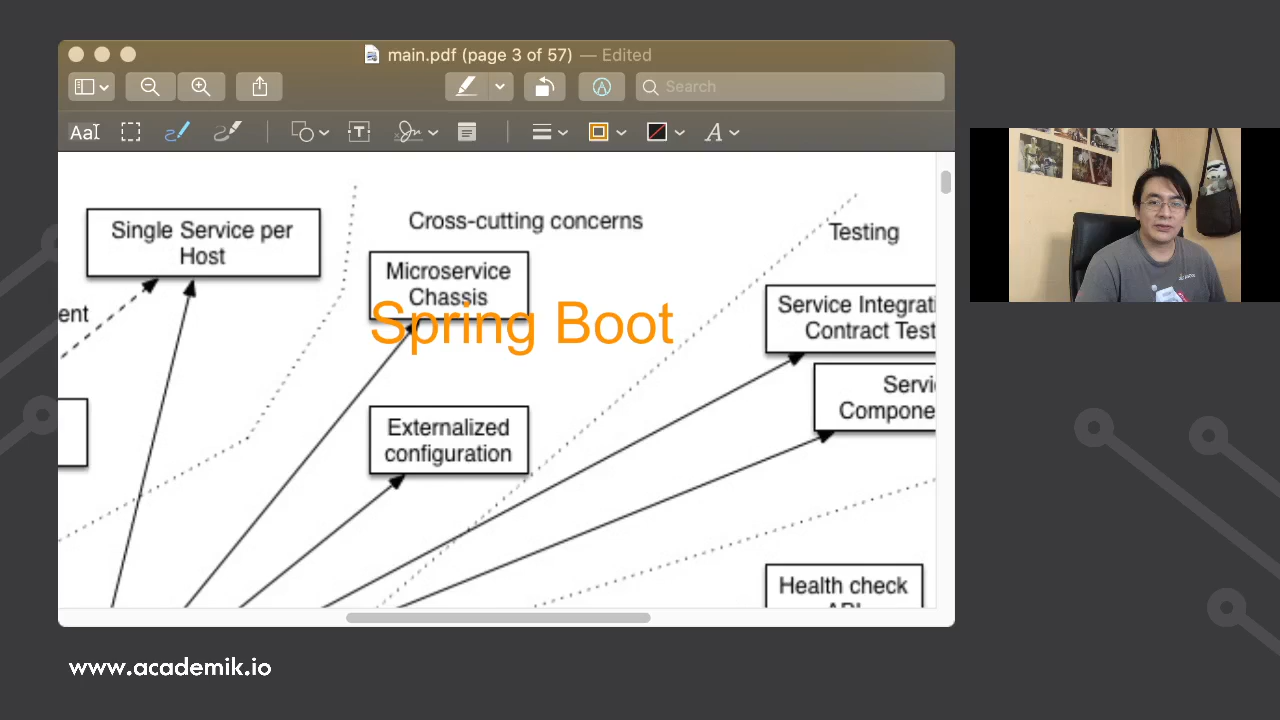 main.pdf (page 3 of 57) — Edited
Search
Single Service per
Host
Cross-cutting concerns
Testing
Microservice
Chassis
Spring Boot
ent
Service Integrati
Contract Test
Servi
Compone
Externalized
configuration
Health check
API
www.academik.io